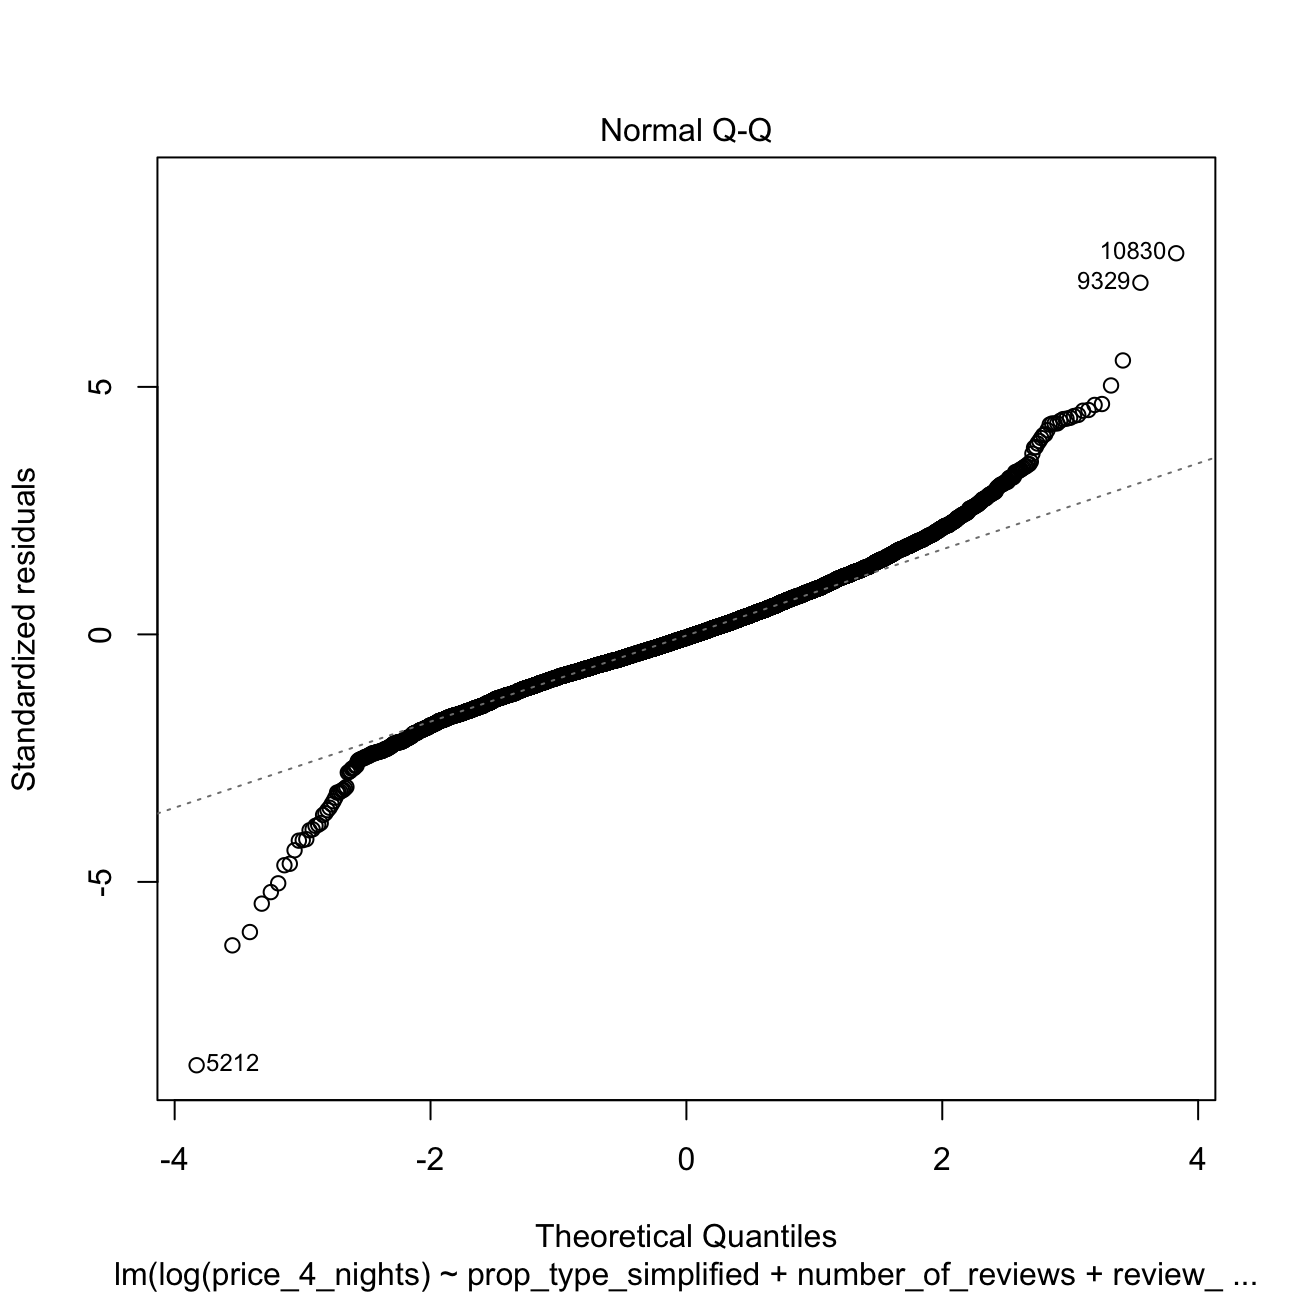 Normal Q-Q
10830
9329
5
0
-5
Standardized residuals
5212
-4 -2 0 2 4
Theoretical Quantiles
lm(log(price_4_nights) ~ prop_type_simplified + number_of_reviews + review_ ...